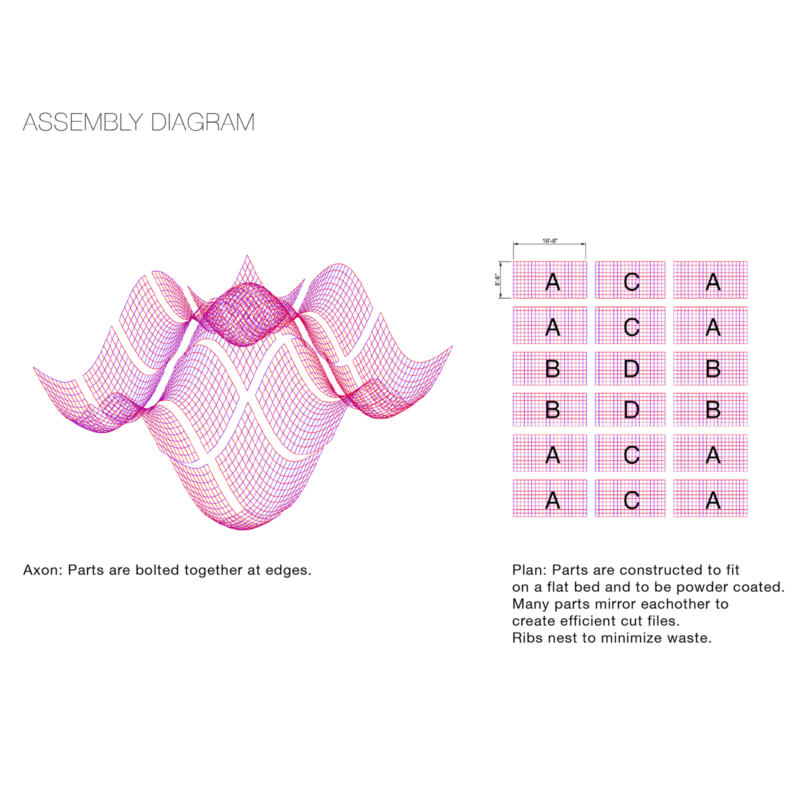 ASSEMBLY DIAGRAM
16'-8"
8'-6"
A C A
A C A
B D B
B D B
A C A
A C A
Axon: Parts are bolted together at edges.
Plan: Parts are constructed to fit
on a flat bed and to be powder coated.
Many parts mirror eachother to
create efficient cut files.
Ribs nest to minimize waste.